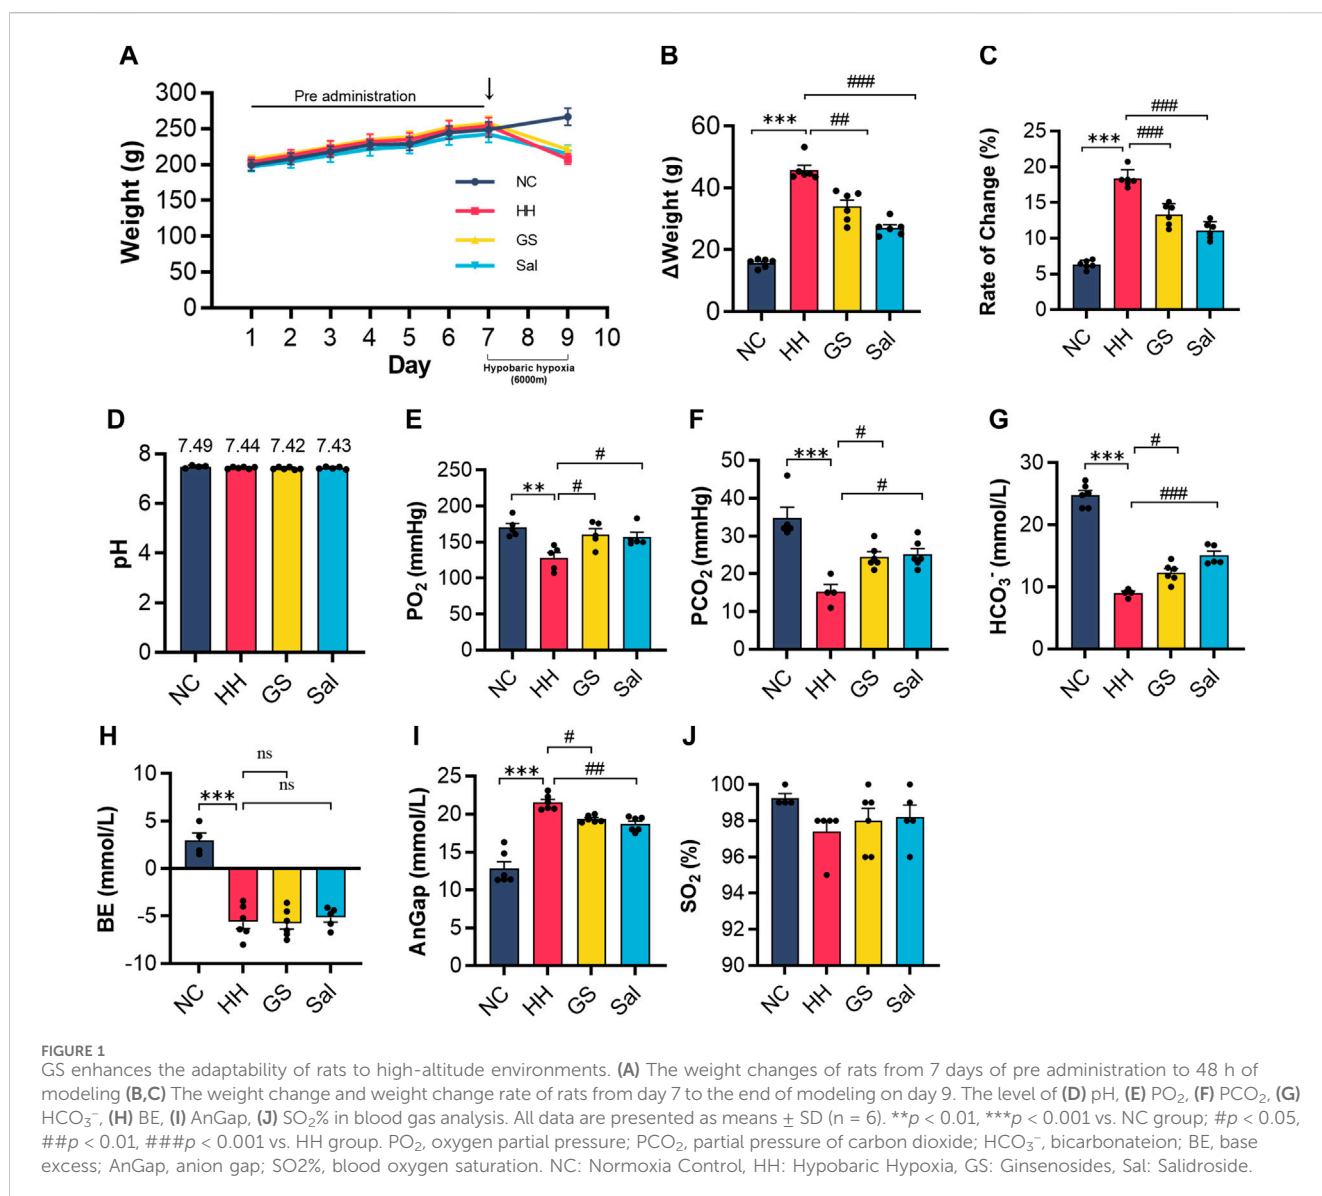 A
Pre administration
↓
Weight (g)
300
250
200
150
100
50
0
NC
HH
GS
Sal
1 2 3 4 5 6 7 8 9 10
Day
Hypobaric hypoxia
(6000m)
B
ΔWeight (g)
60
40
20
0
***
##
###
NC HH GS Sal
C
Rate of Change (%)
25
20
15
10
5
0
***
###
###
NC HH GS Sal
D
pH
8
6
4
2
0
7.49 7.44 7.42 7.43
NC HH GS Sal
E
PO₂ (mmHg)
250
200
150
100
50
0
**
#
#
NC HH GS Sal
F
PCO₂ (mmHg)
50
40
30
20
10
0
***
#
#
NC HH GS Sal
G
HCO₃⁻ (mmol/L)
30
20
10
0
***
#
###
NC HH GS Sal
H
BE (mmol/L)
10
5
0
-5
-10
***
ns
ns
NC HH GS Sal
I
AnGap (mmol/L)
25
20
15
10
5
0
***
#
##
NC HH GS Sal
J
SO₂ (%)
100
98
96
94
92
90
NC HH GS Sal
FIGURE 1
GS enhances the adaptability of rats to high-altitude environments. (A) The weight changes of rats from 7 days of pre administration to 48 h of
modeling (B,C) The weight change and weight change rate of rats from day 7 to the end of modeling on day 9. The level of (D) pH, (E) PO₂, (F) PCO₂, (G)
HCO₃⁻, (H) BE, (I) AnGap, (J) SO₂% in blood gas analysis. All data are presented as means ± SD (n = 6). **p < 0.01, ***p < 0.001 vs. NC group; #p < 0.05,
##p < 0.01, ###p < 0.001 vs. HH group. PO₂, oxygen partial pressure; PCO₂, partial pressure of carbon dioxide; HCO₃⁻, bicarbonateion; BE, base
excess; AnGap, anion gap; SO2%, blood oxygen saturation. NC: Normoxia Control, HH: Hypobaric Hypoxia, GS: Ginsenosides, Sal: Salidroside.